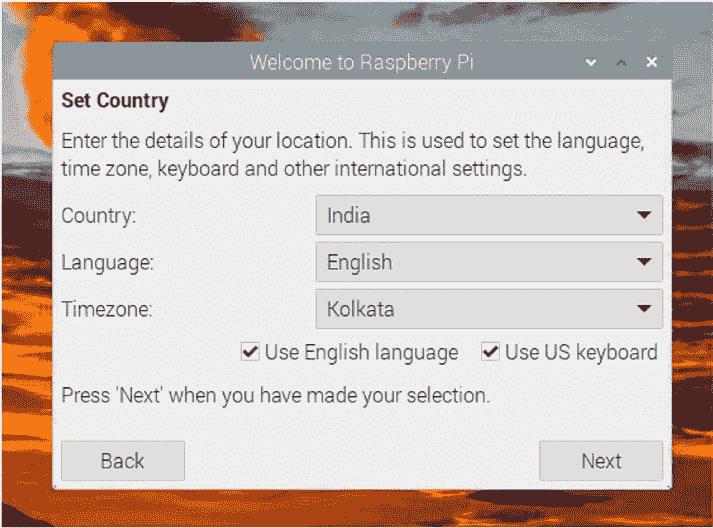 Welcome to Raspberry Pi
Set Country
Enter the details of your location. This is used to set the language,
time zone, keyboard and other international settings.
Country: India
Language: English
Timezone: Kolkata
Use English language Use US keyboard
Press 'Next' when you have made your selection.
Back Next